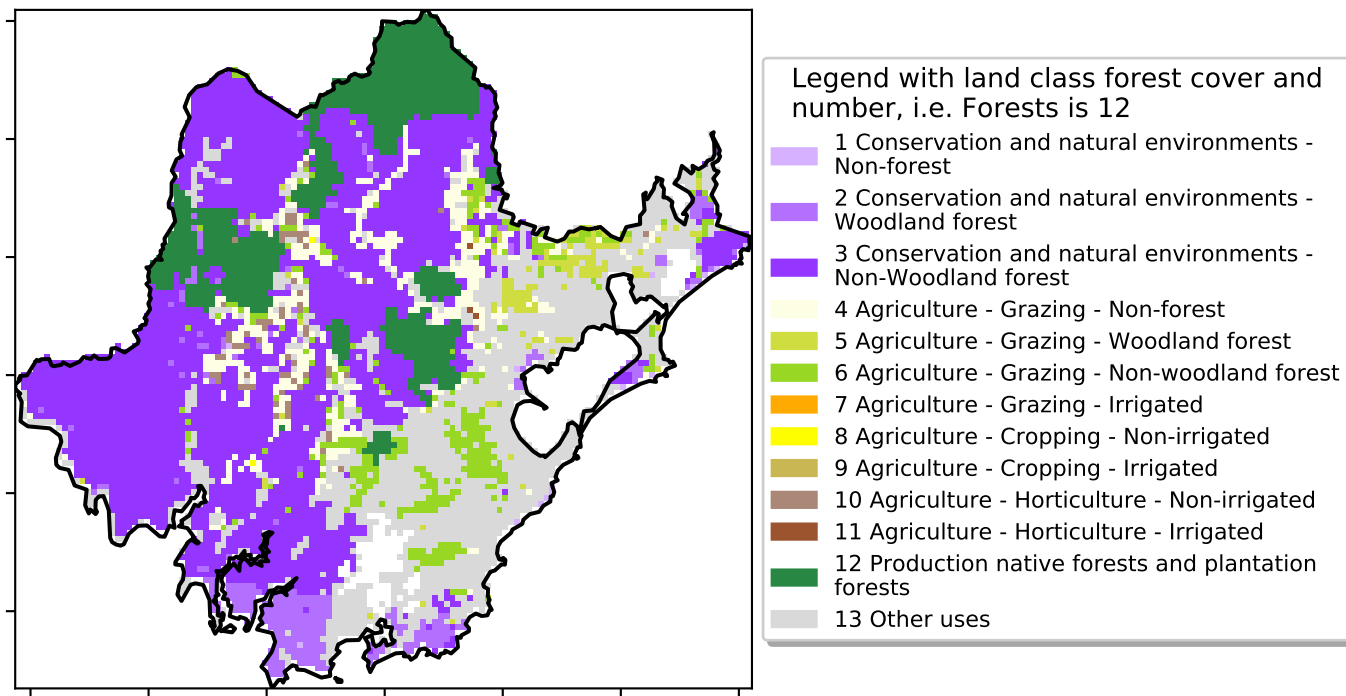 Legend with land class forest cover and
number, i.e. Forests is 12
1 Conservation and natural environments -
Non-forest
2 Conservation and natural environments -
Woodland forest
3 Conservation and natural environments -
Non-Woodland forest
4 Agriculture - Grazing - Non-forest
5 Agriculture - Grazing - Woodland forest
6 Agriculture - Grazing - Non-woodland forest
7 Agriculture - Grazing - Irrigated
8 Agriculture - Cropping - Non-irrigated
9 Agriculture - Cropping - Irrigated
10 Agriculture - Horticulture - Non-irrigated
11 Agriculture - Horticulture - Irrigated
12 Production native forests and plantation
forests
13 Other uses